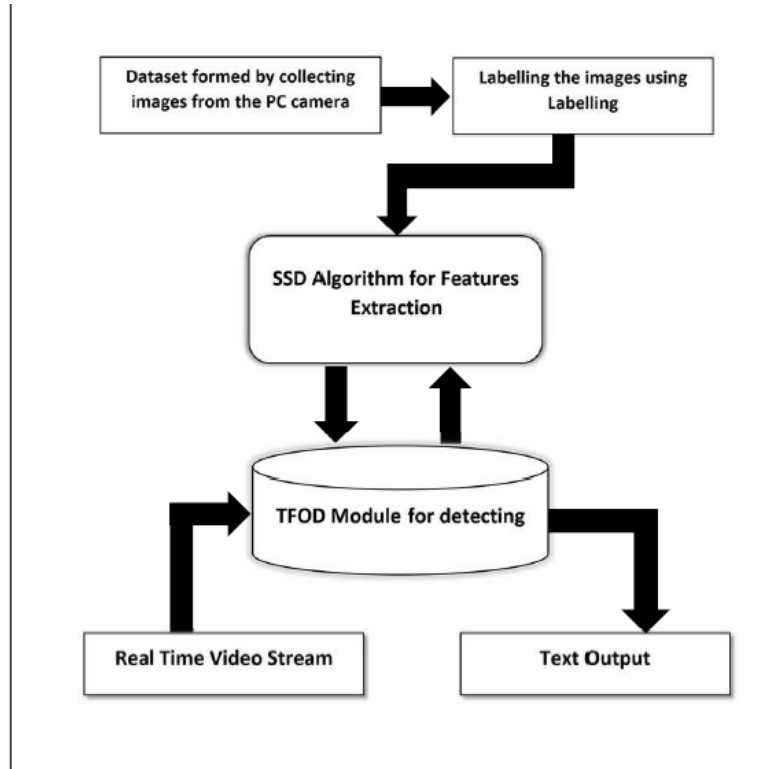 Dataset formed by collecting
images from the PC camera
Labelling the images using
Labelling
SSD Algorithm for Features
Extraction
TFOD Module for detecting
Real Time Video Stream
Text Output